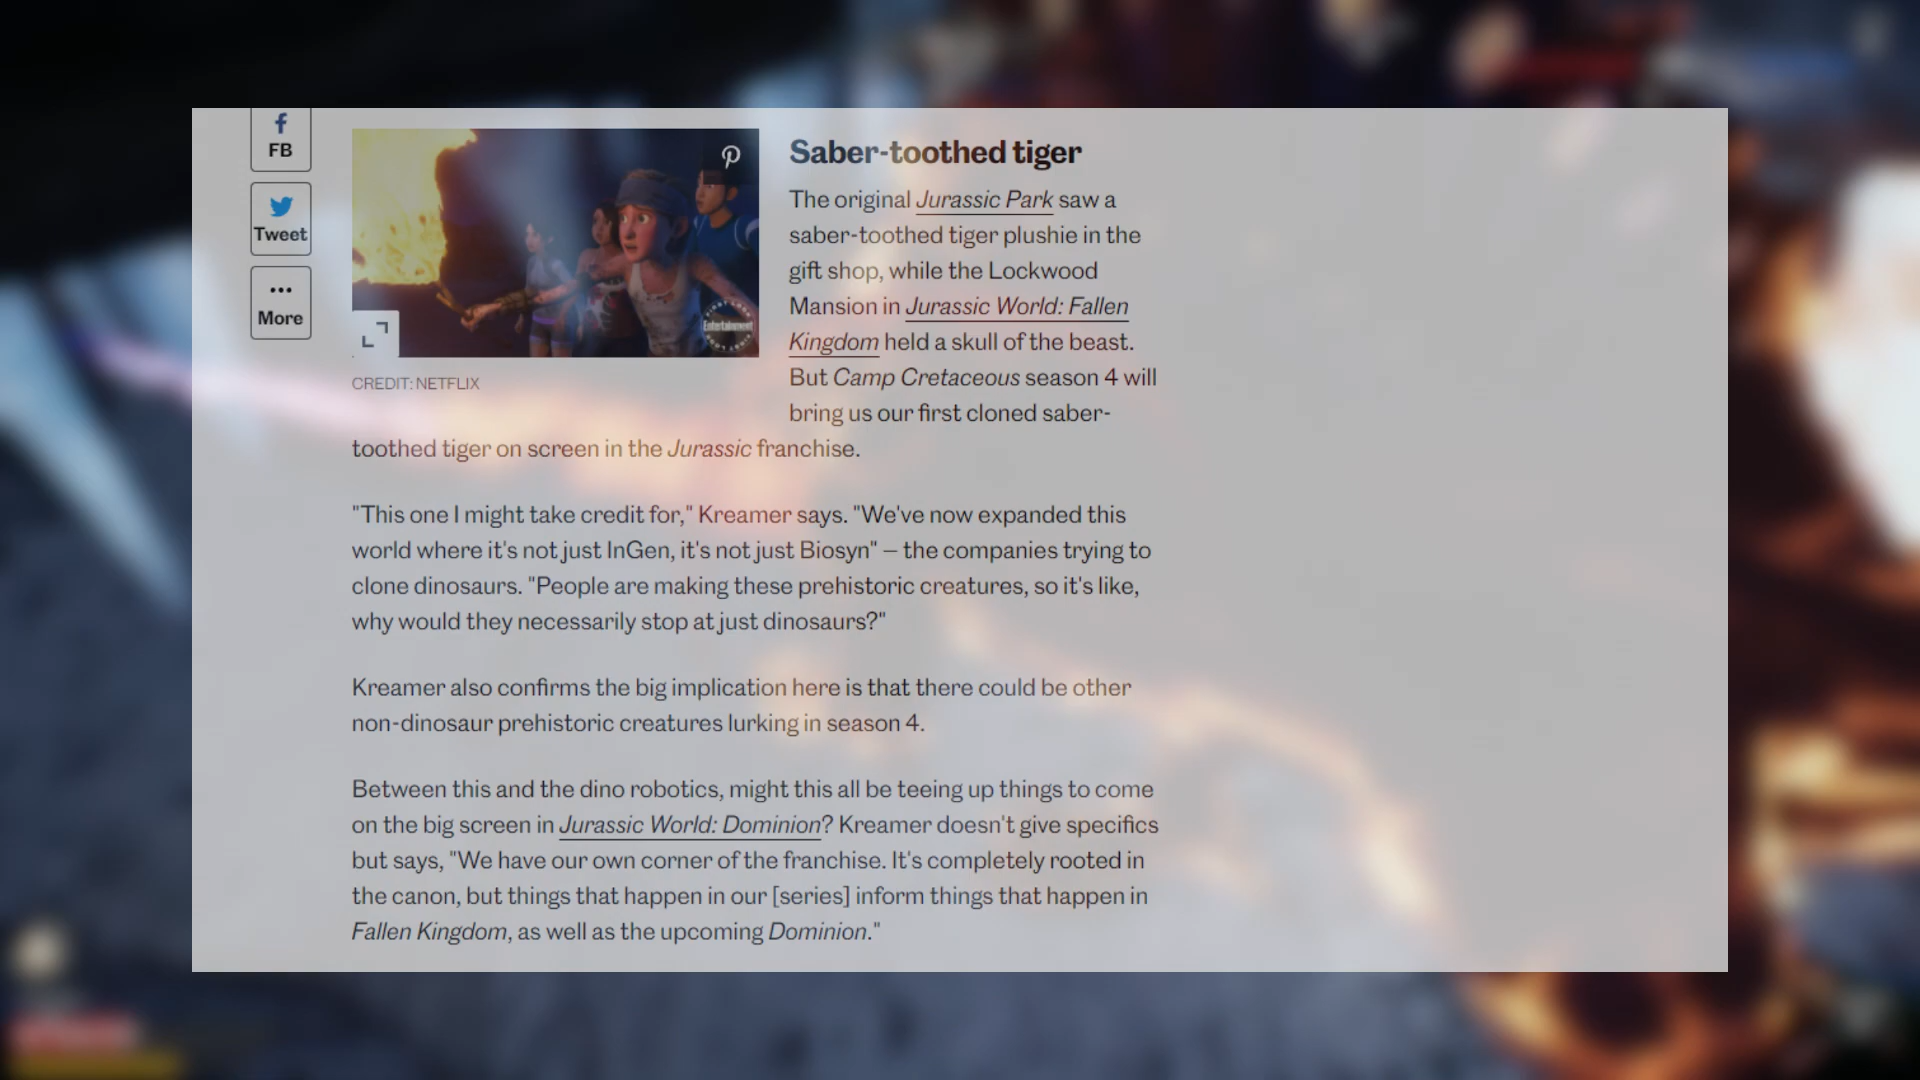 FB
Tweet
More
Entertainment
CREDIT: NETFLIX
Saber-toothed tiger
The original Jurassic Park saw a
saber-toothed tiger plushie in the
gift shop, while the Lockwood
Mansion in Jurassic World: Fallen
Kingdom held a skull of the beast.
But Camp Cretaceous season 4 will
bring us our first cloned saber-
toothed tiger on screen in the Jurassic franchise.
"This one I might take credit for," Kreamer says. "We've now expanded this
world where it's not just InGen, it's not just Biosyn" – the companies trying to
clone dinosaurs. "People are making these prehistoric creatures, so it's like,
why would they necessarily stop at just dinosaurs?"
Kreamer also confirms the big implication here is that there could be other
non-dinosaur prehistoric creatures lurking in season 4.
Between this and the dino robotics, might this all be teeing up things to come
on the big screen in Jurassic World: Dominion? Kreamer doesn't give specifics
but says, "We have our own corner of the franchise. It's completely rooted in
the canon, but things that happen in our [series] inform things that happen in
Fallen Kingdom, as well as the upcoming Dominion."